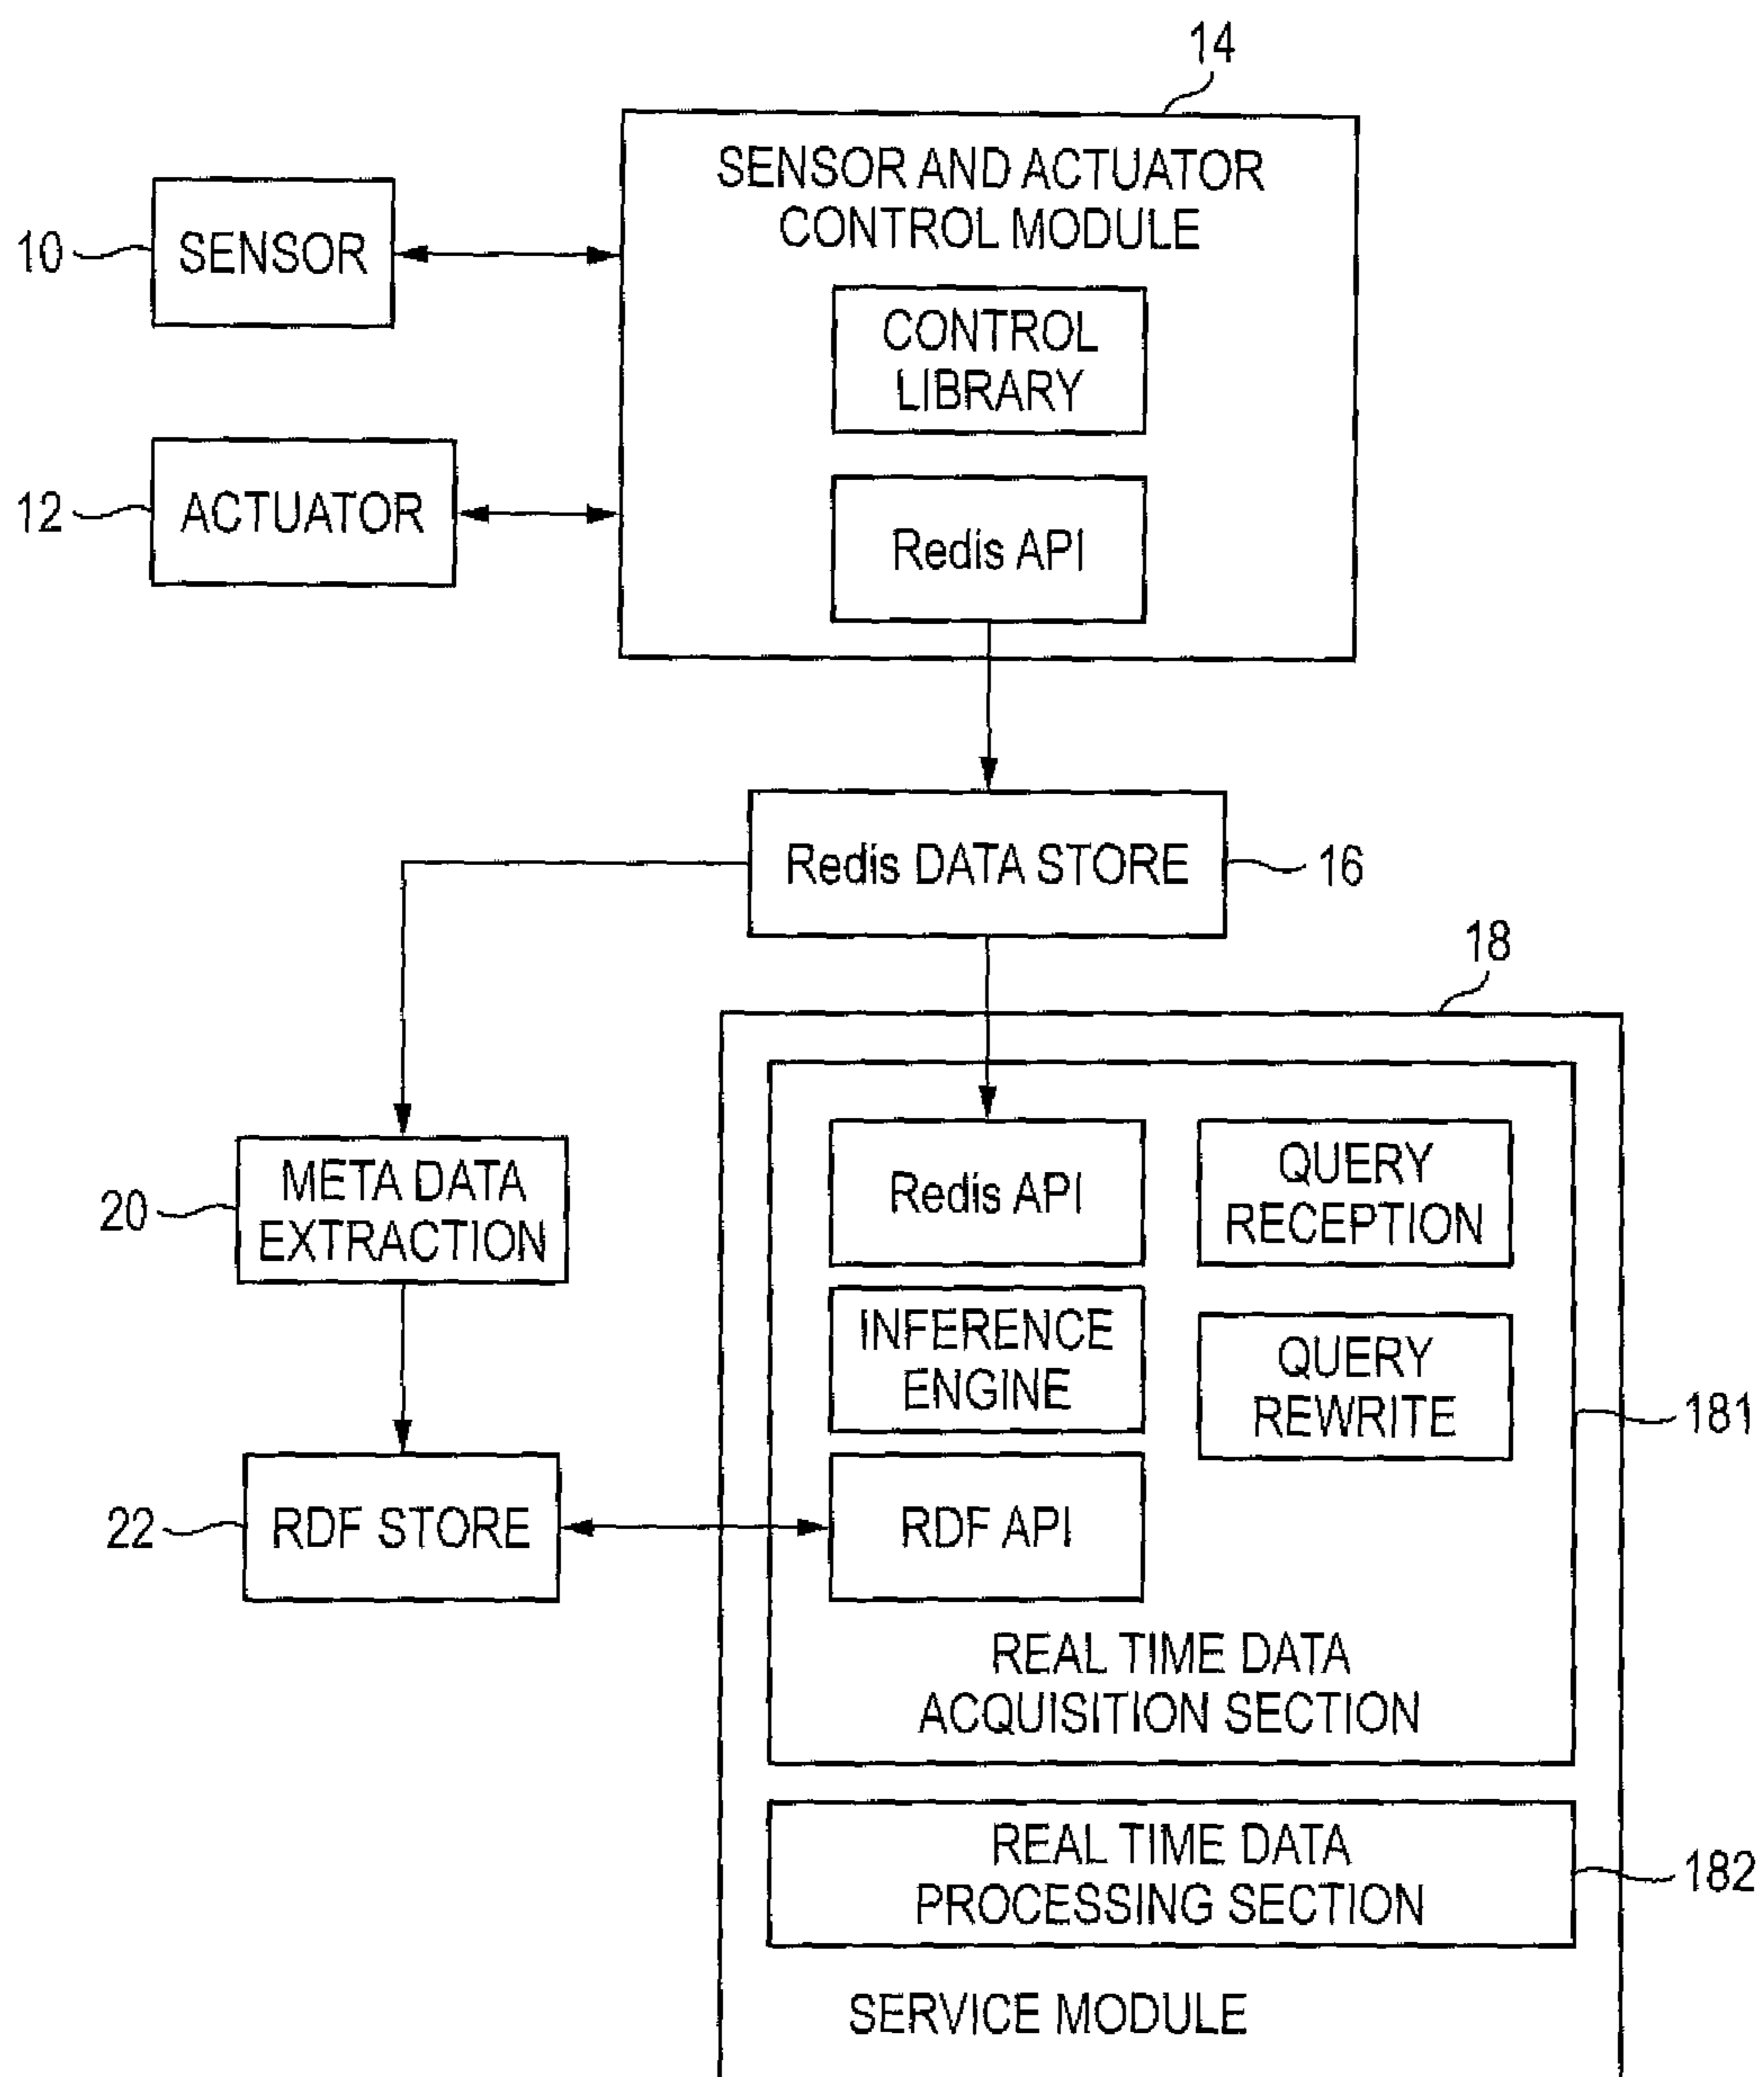 14
SENSOR AND ACTUATOR
CONTROL MODULE
10
SENSOR
CONTROL
LIBRARY
12
ACTUATOR
Redis API
Redis DATA STORE
16
18
META DATA
EXTRACTION
20
Redis API
QUERY
RECEPTION
INFERENCE
ENGINE
QUERY
REWRITE
181
22
RDF STORE
RDF API
REAL TIME DATA
ACQUISITION SECTION
REAL TIME DATA
PROCESSING SECTION
182
SERVICE MODULE